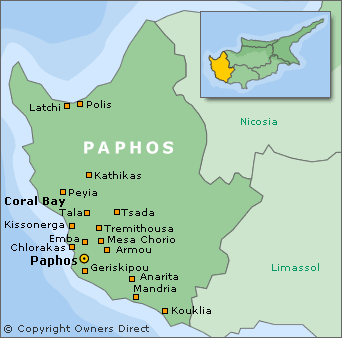 Latchi
Polis
Nicosia
PAPHOS
Kathikas
Peyia
Coral Bay
Tala
Tsada
Kissonerga
Tremithousa
Emba
Mesa Chorio
Chlorakas
Armou
Paphos
Geriskipou
Limassol
Anarita
Mandria
Kouklia
© Copyright Owners Direct